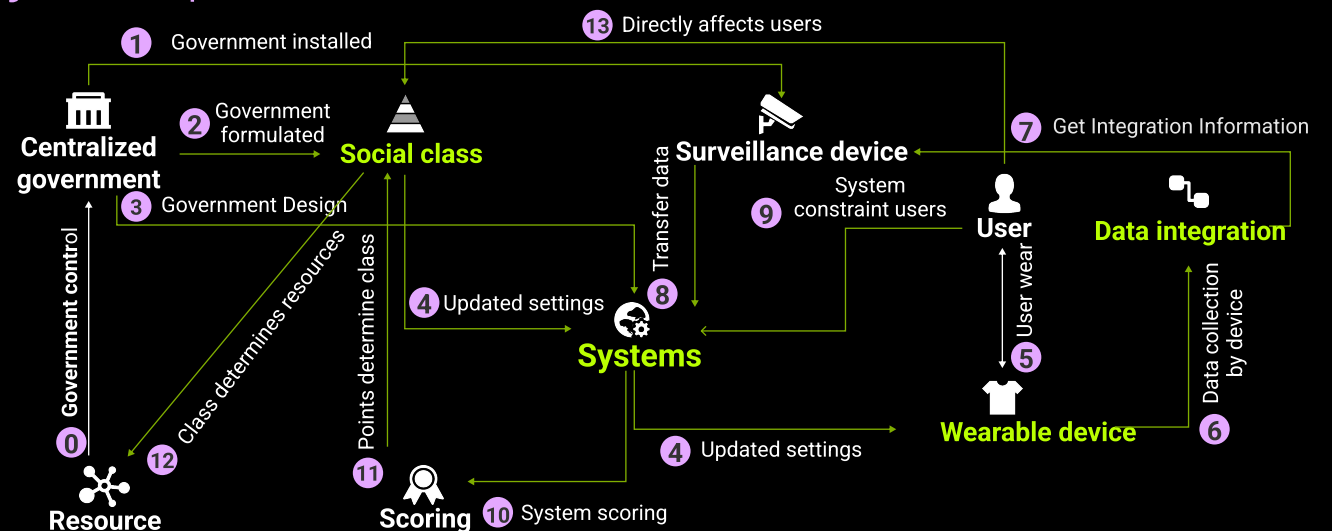 13 Directly affects users
1 Government installed
2 Government
formulated
Centralized
government
Social class
Surveillance device
7 Get Integration Information
3 Government Design
Transfer data
8
9 System
constraint users
User
Data integration
Government control
0
Class determines resources
12
Points determine class
11
4 Updated settings
Systems
User wear
5
Data collection
by device
6
Wearable device
4 Updated settings
Resource
Scoring
10 System scoring